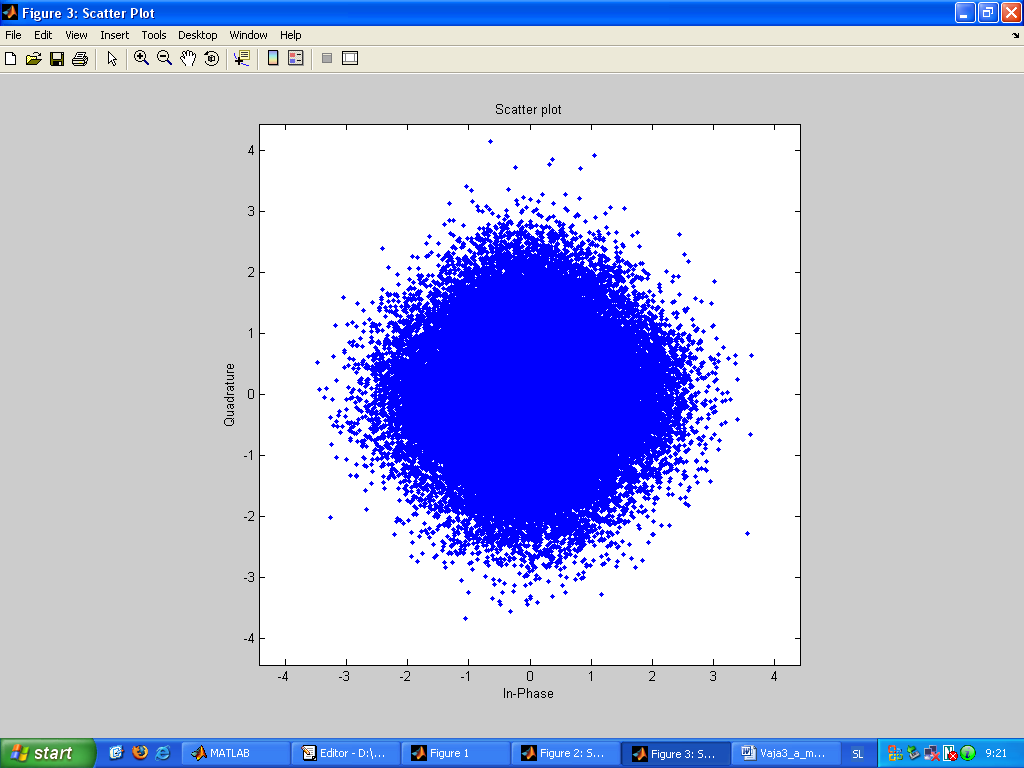 Figure 3: Scatter Plot
File Edit View Insert Tools Desktop Window Help
Scatter plot
4
3
2
1
0
-1
-2
-3
-4
Quadrature
-4 -3 -2 -1 0 1 2 3 4
In-Phase
start MATLAB Editor - D:\... Figure 1 Figure 2: S... Figure 3: S... Vaja3_a_m... SL 9:21